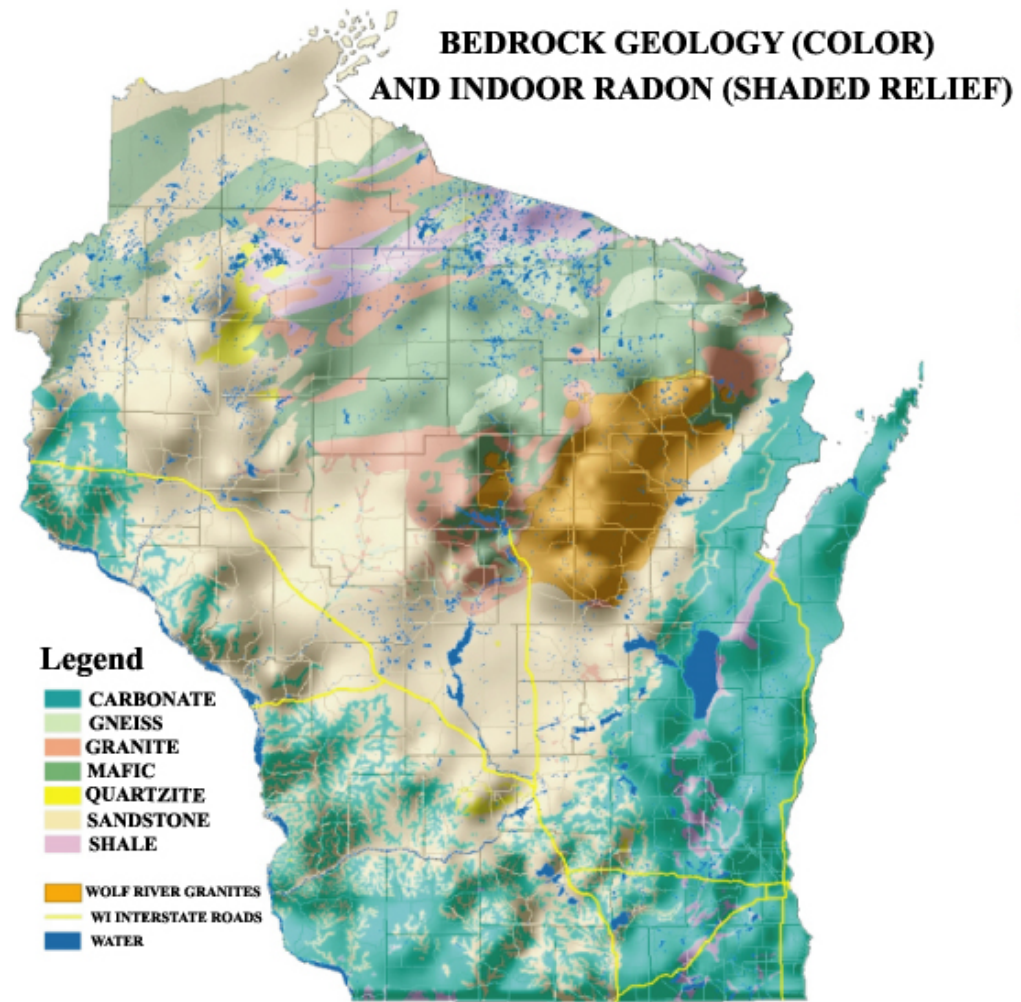 BEDROCK GEOLOGY (COLOR)
AND INDOOR RADON (SHADED RELIEF)
Legend
CARBONATE
GNEISS
GRANITE
MAFIC
QUARTZITE
SANDSTONE
SHALE
WOLF RIVER GRANITES
WI INTERSTATE ROADS
WATER